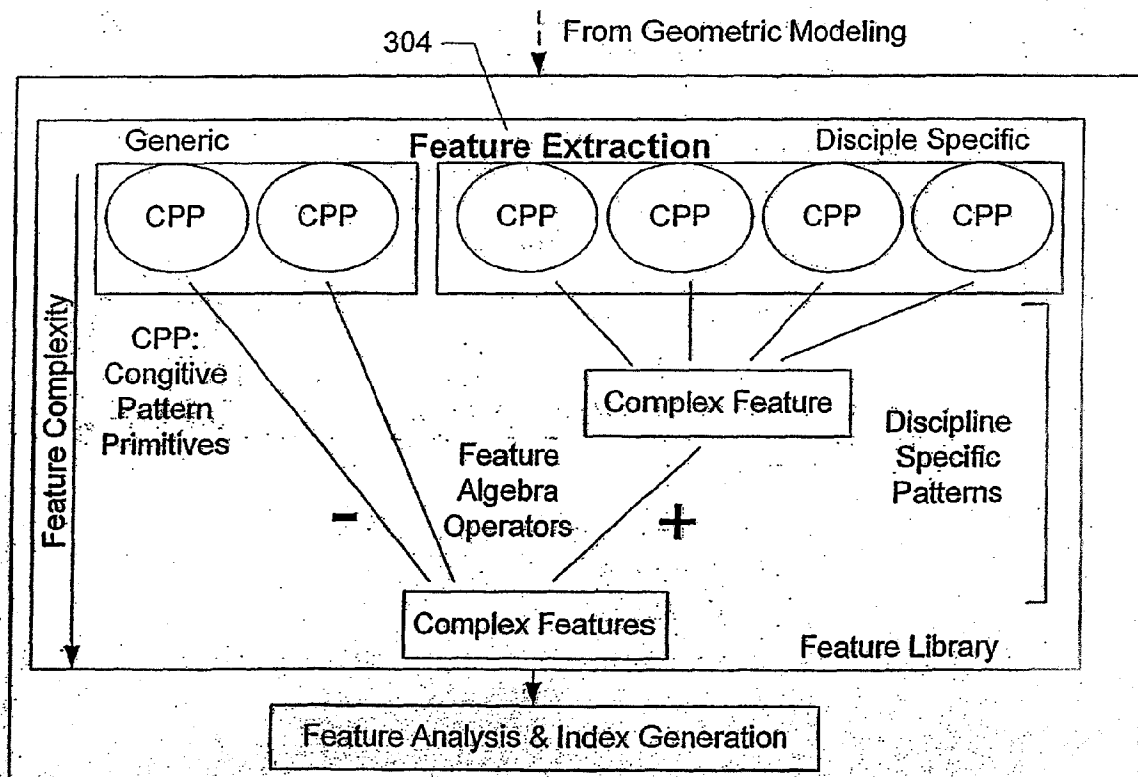 304
From Geometric Modeling
Generic
Feature Extraction
Disciple Specific
CPP
CPP
CPP
CPP
CPP
CPP
Feature Complexity
CPP:
Congitive
Pattern
Primitives
Complex Feature
Discipline
Specific
Patterns
Feature
Algebra
Operators
-
+
Complex Features
Feature Library
Feature Analysis & Index Generation